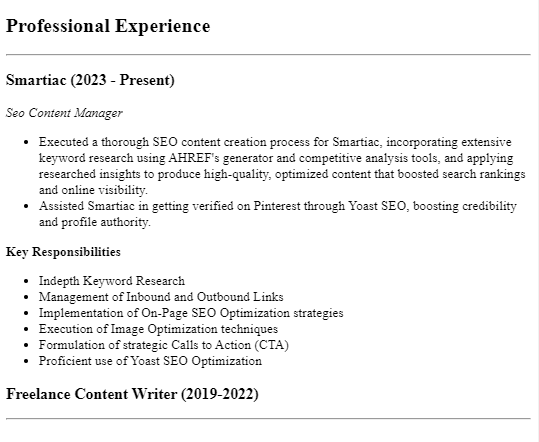 Professional Experience
Smartiac (2023 - Present)
Seo Content Manager
• Executed a thorough SEO content creation process for Smartiac, incorporating extensive
keyword research using AHREF's generator and competitive analysis tools, and applying
researched insights to produce high-quality, optimized content that boosted search rankings
and online visibility.
• Assisted Smartiac in getting verified on Pinterest through Yoast SEO, boosting credibility
and profile authority.
Key Responsibilities
• Indepth Keyword Research
• Management of Inbound and Outbound Links
• Implementation of On-Page SEO Optimization strategies
• Execution of Image Optimization techniques
• Formulation of strategic Calls to Action (CTA)
• Proficient use of Yoast SEO Optimization
Freelance Content Writer (2019-2022)